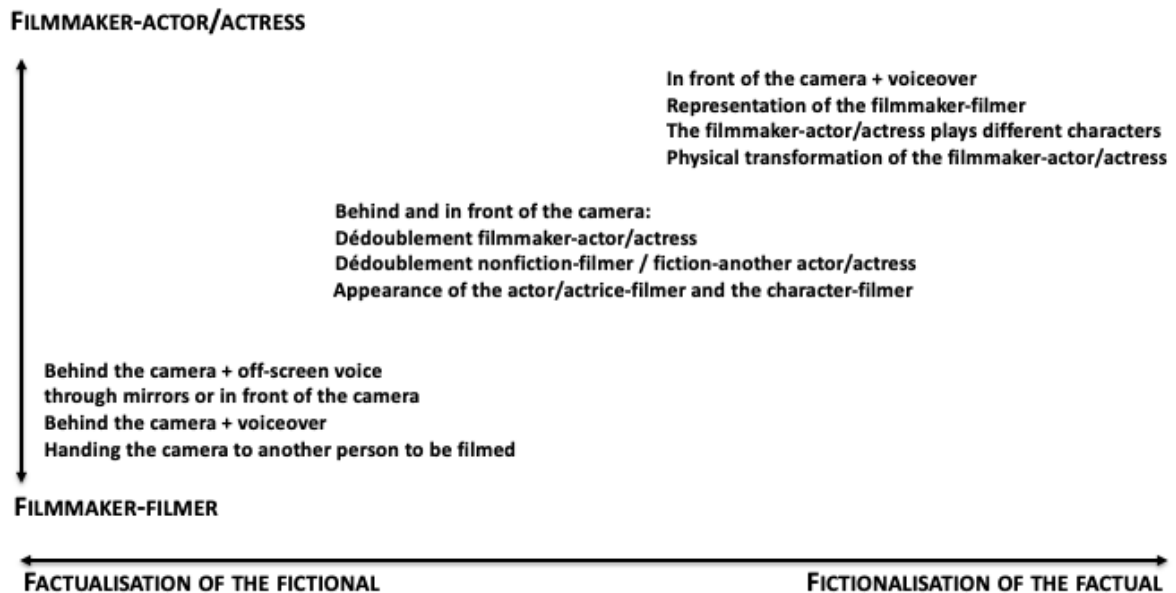 FILMMAKER-ACTOR/ACTRESS
In front of the camera + voiceover
Representation of the filmmaker-filmer
The filmmaker-actor/actress plays different characters
Physical transformation of the filmmaker-actor/actress
Behind and in front of the camera:
Dédoublement filmmaker-actor/actress
Dédoublement nonfiction-filmer / fiction-another actor/actress
Appearance of the actor/actrice-filmer and the character-filmer
Behind the camera + off-screen voice
through mirrors or in front of the camera
Behind the camera + voiceover
Handing the camera to another person to be filmed
FILMMAKER-FILMER
FACTUALISATION OF THE FICTIONAL
FICTIONALISATION OF THE FACTUAL